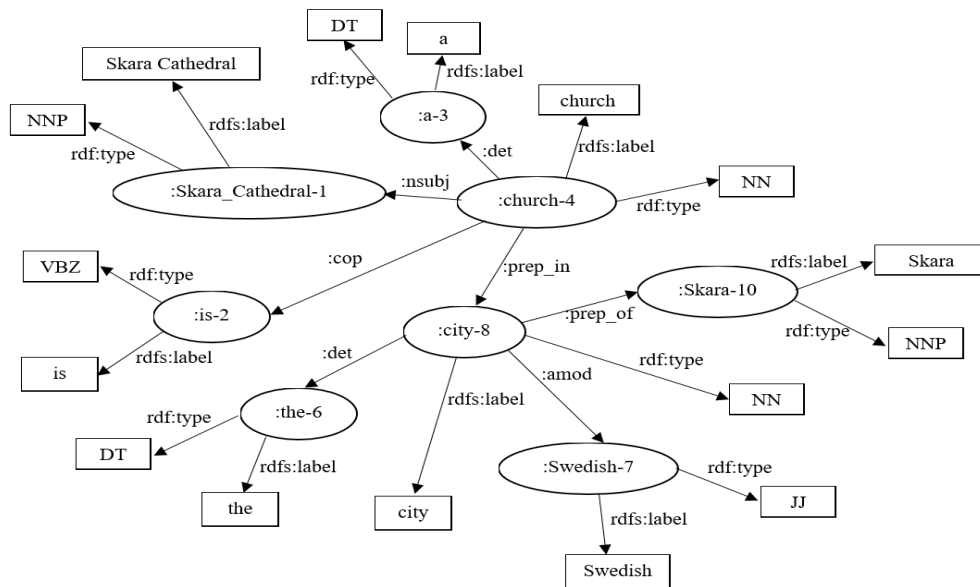 DT
a
rdf:type
rdfs:label
Skara Cathedral
church
:a-3
NNP
rdfs:label
rdf:type
:det
rdfs:label
NN
:Skara_Cathedral-1
:nsubj
:church-4
rdf:type
VBZ
rdf:type
:cop
:prep_in
rdfs:label
Skara
:is-2
:Skara-10
:prep_of
:city-8
rdf:type
NNP
is
rdfs:label
:det
:amod
rdf:type
NN
rdf:type
:the-6
rdfs:label
DT
rdfs:label
:Swedish-7
rdf:type
the
city
rdfs:label
JJ
Swedish